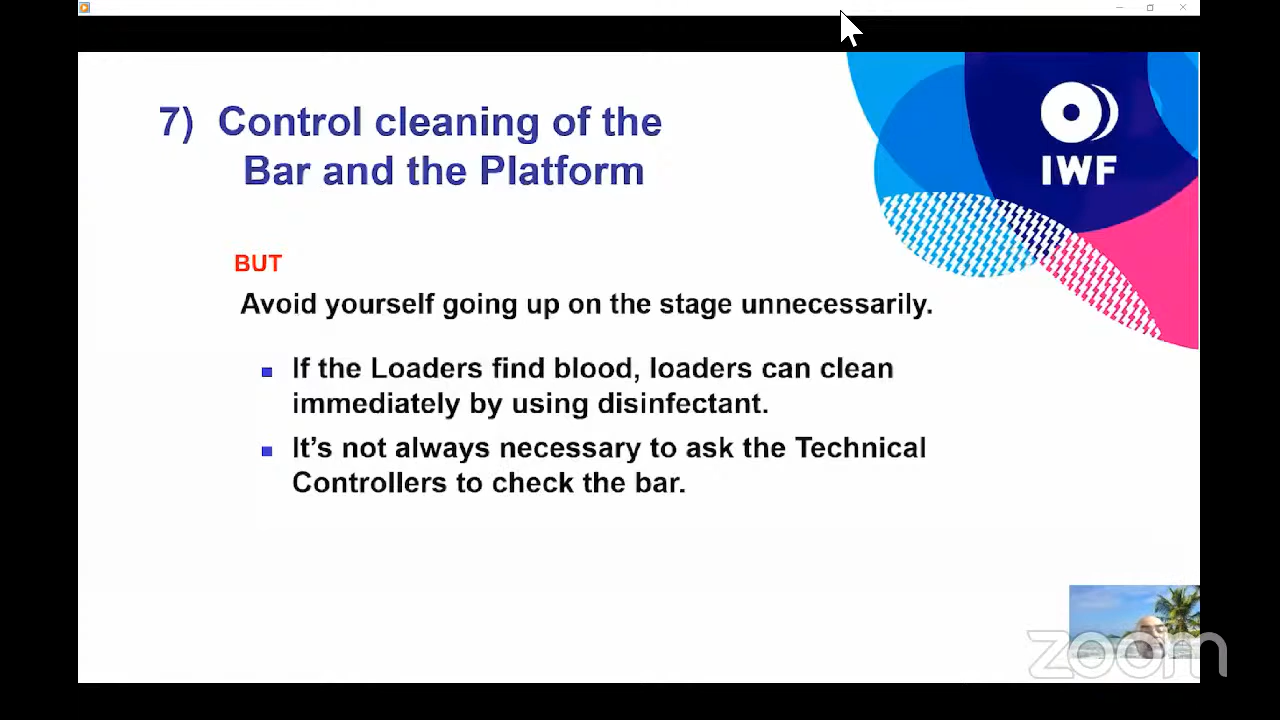 7) Control cleaning of the
Bar and the Platform
IWF
BUT
Avoid yourself going up on the stage unnecessarily.
If the Loaders find blood, loaders can clean
immediately by using disinfectant.
It’s not always necessary to ask the Technical
Controllers to check the bar.
zoom